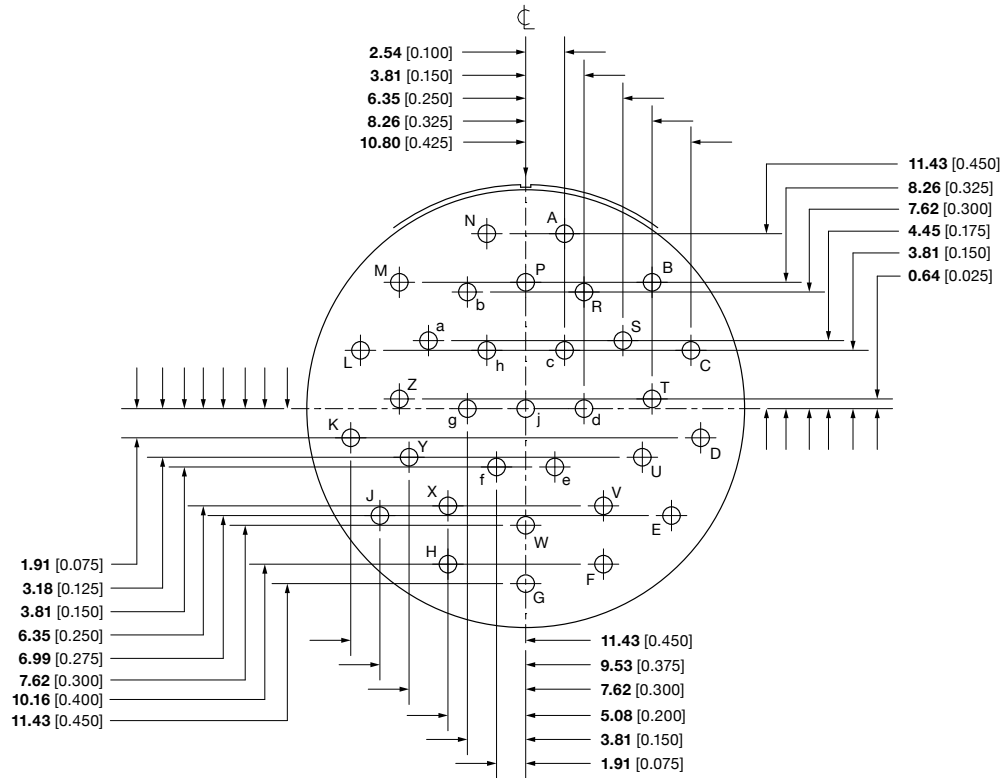 ℄
2.54 [0.100]
3.81 [0.150]
6.35 [0.250]
8.26 [0.325]
10.80 [0.425]
11.43 [0.450]
8.26 [0.325]
7.62 [0.300]
4.45 [0.175]
3.81 [0.150]
0.64 [0.025]
N A
M P B
b R
a S
L h c C
Z T
g j d
K D
Y U
f e
X V
J E
W
H F
G
1.91 [0.075]
3.18 [0.125]
3.81 [0.150]
6.35 [0.250]
6.99 [0.275]
7.62 [0.300]
10.16 [0.400]
11.43 [0.450]
11.43 [0.450]
9.53 [0.375]
7.62 [0.300]
5.08 [0.200]
3.81 [0.150]
1.91 [0.075]